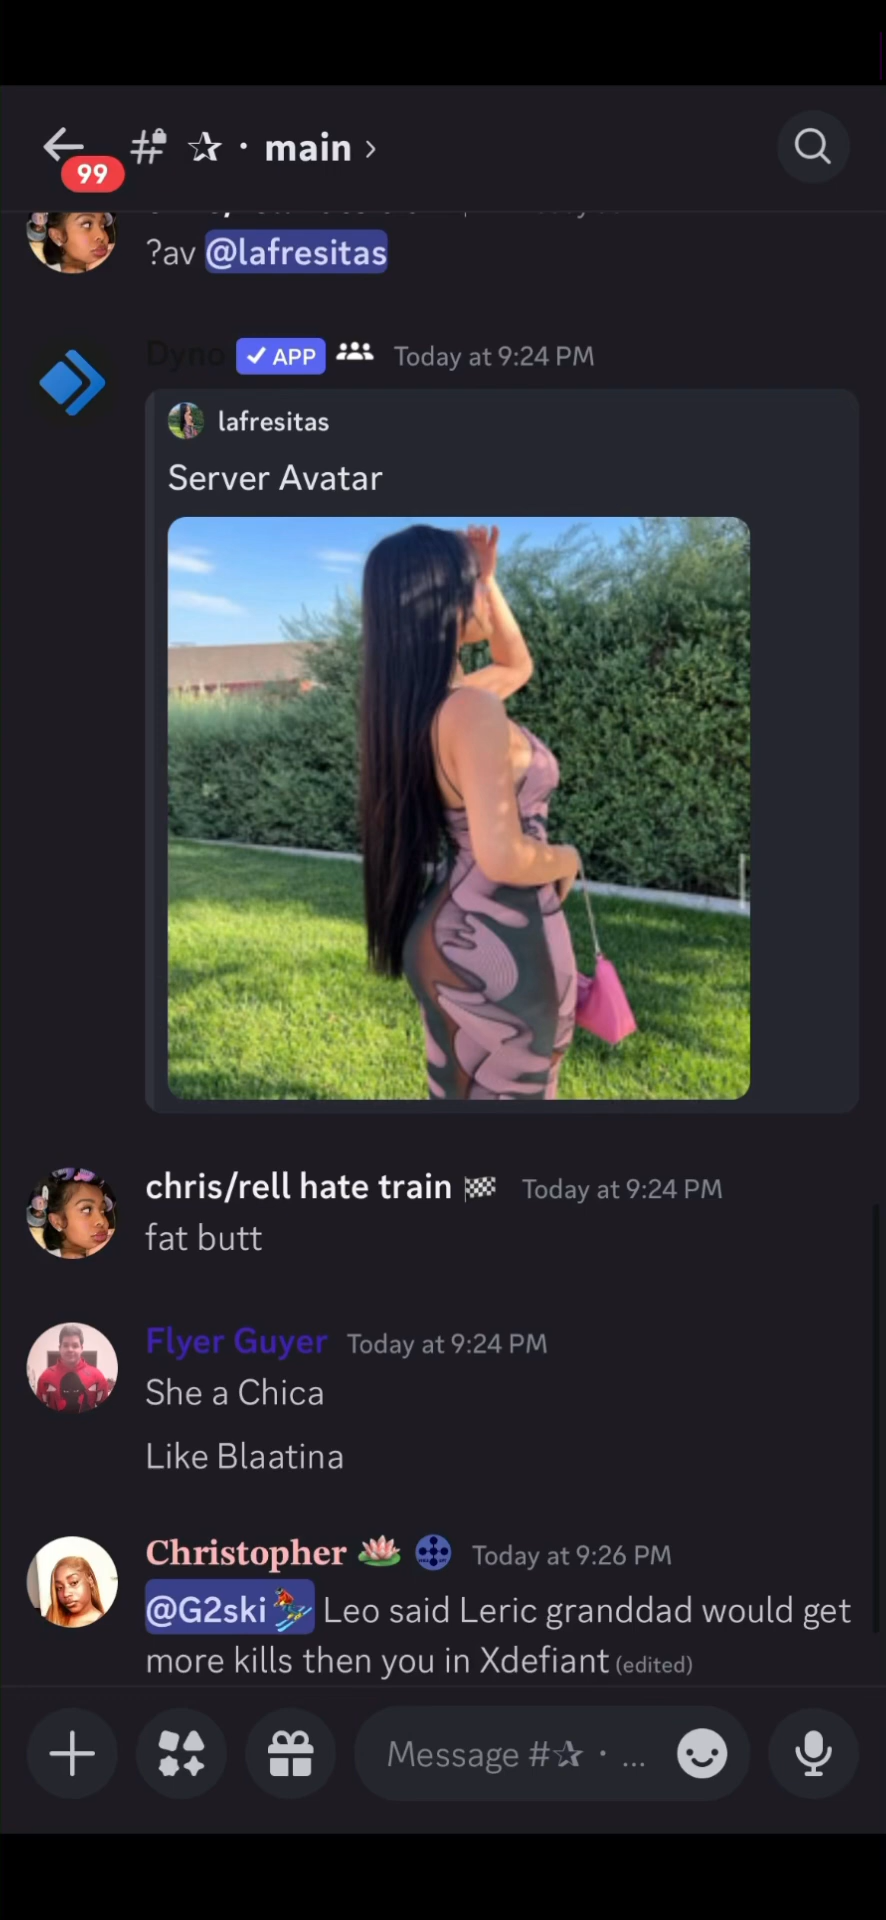 99
☆ · main ›
?av @lafresitas
Dyno ✓ APP Today at 9:24 PM
lafresitas
Server Avatar
chris/rell hate train 🏁 Today at 9:24 PM
fat butt
Flyer Guyer Today at 9:24 PM
She a Chica
Like Blaatina
Christopher 🪷 Today at 9:26 PM
@G2ski⛷️ Leo said Leric granddad would get
more kills then you in Xdefiant (edited)
Message #☆ · ...